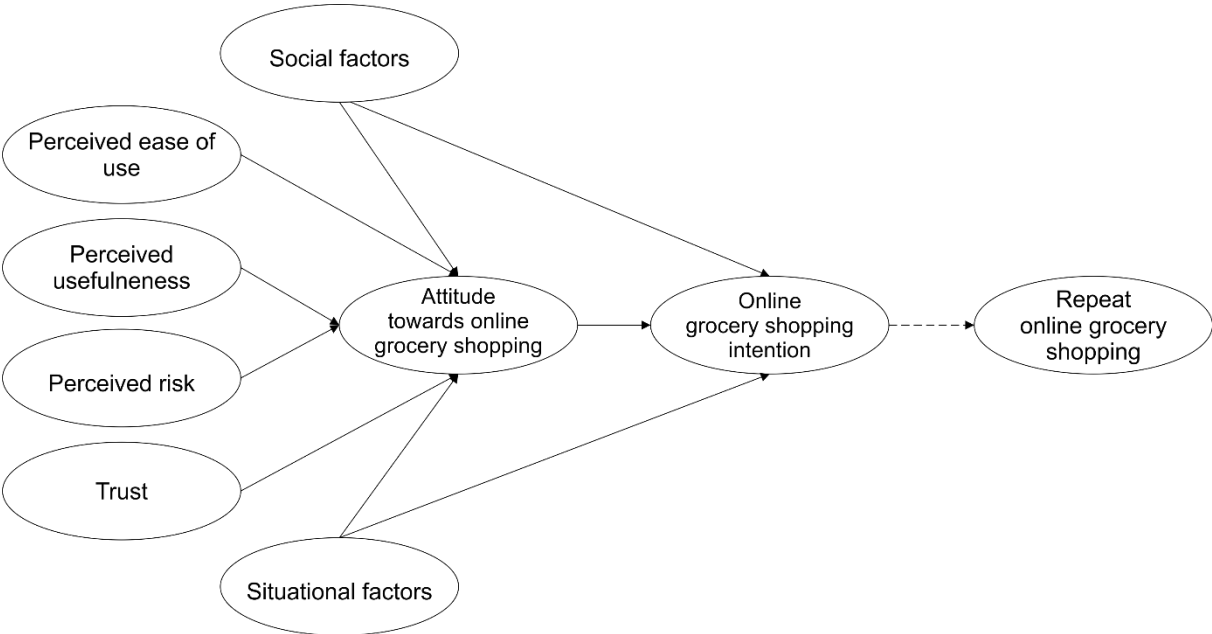 Social factors
Perceived ease of
use
Perceived
usefulneness
Perceived risk
Trust
Situational factors
Attitude
towards online
grocery shopping
Online
grocery shopping
intention
Repeat
online grocery
shopping